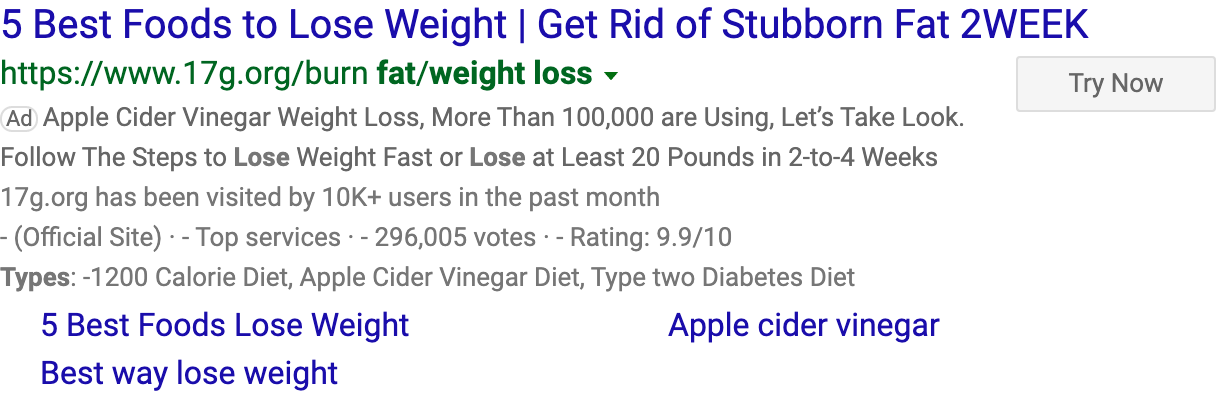 5 Best Foods to Lose Weight | Get Rid of Stubborn Fat 2WEEK
https://www.17g.org/burn fat/weight loss
Try Now
Ad Apple Cider Vinegar Weight Loss, More Than 100,000 are Using, Let’s Take Look.
Follow The Steps to Lose Weight Fast or Lose at Least 20 Pounds in 2-to-4 Weeks
17g.org has been visited by 10K+ users in the past month
- (Official Site) · - Top services · - 296,005 votes · - Rating: 9.9/10
Types: -1200 Calorie Diet, Apple Cider Vinegar Diet, Type two Diabetes Diet
5 Best Foods Lose Weight
Apple cider vinegar
Best way lose weight